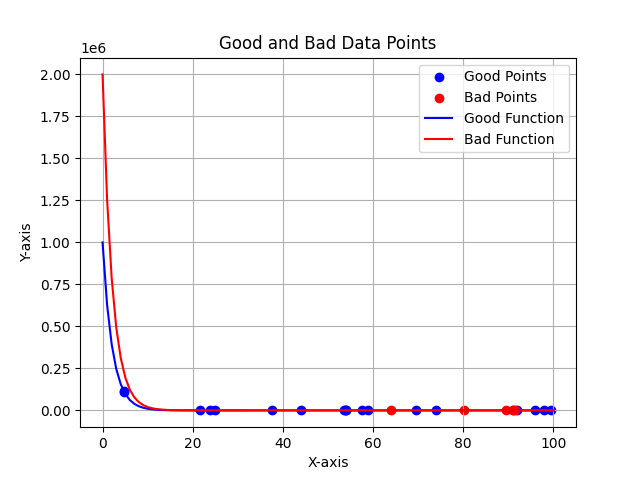 Good and Bad Data Points
1e6
2.00
1.75
1.50
1.25
1.00
0.75
0.50
0.25
0.00
Y-axis
Good Points
Bad Points
Good Function
Bad Function
0 20 40 60 80 100
X-axis